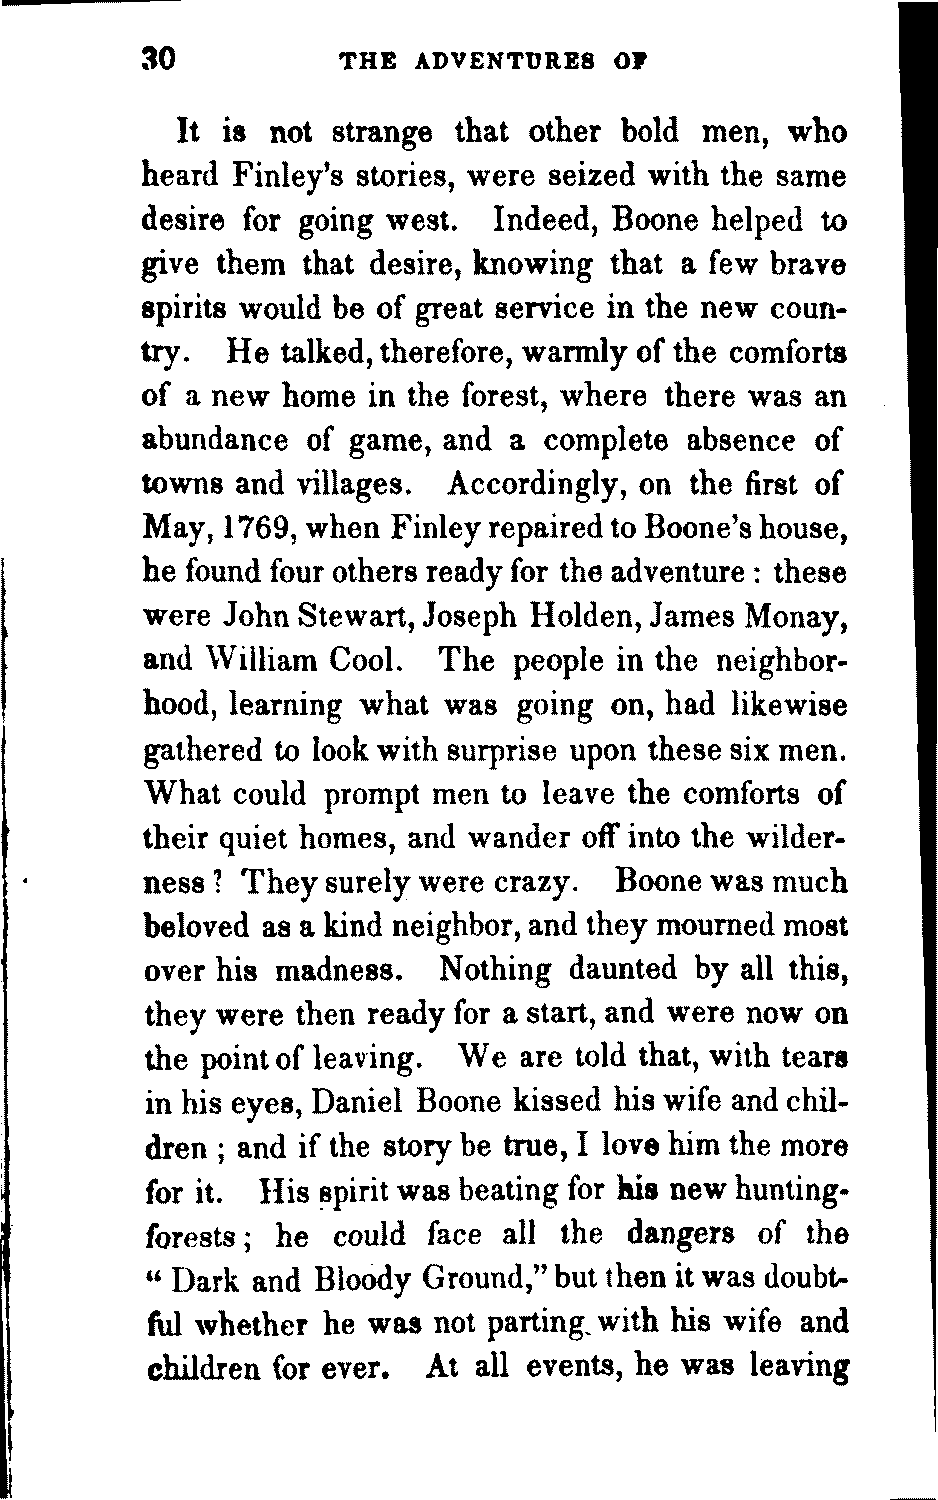 30 THE ADVENTURES OF
It is not strange that other bold men, who
heard Finley's stories, were seized with the same
desire for going west. Indeed, Boone helped to
give them that desire, knowing that a few brave
spirits would be of great service in the new coun-
try. He talked, therefore, warmly of the comforts
of a new home in the forest, where there was an
abundance of game, and a complete absence of
towns and villages. Accordingly, on the first of
May, 1769, when Finley repaired to Boone's house,
he found four others ready for the adventure : these
were John Stewart, Joseph Holden, James Monay,
and William Cool. The people in the neighbor-
hood, learning what was going on, had likewise
gathered to look with surprise upon these six men.
What could prompt men to leave the comforts of
their quiet homes, and wander off into the wilder-
ness ? They surely were crazy. Boone was much
beloved as a kind neighbor, and they mourned most
over his madness. Nothing daunted by all this,
they were then ready for a start, and were now on
the point of leaving. We are told that, with tears
in his eyes, Daniel Boone kissed his wife and chil-
dren ; and if the story be true, I love him the more
for it. His spirit was beating for his new hunting-
forests ; he could face all the dangers of the
" Dark and Bloody Ground," but then it was doubt-
ful whether he was not parting with his wife and
children for ever. At all events, he was leaving